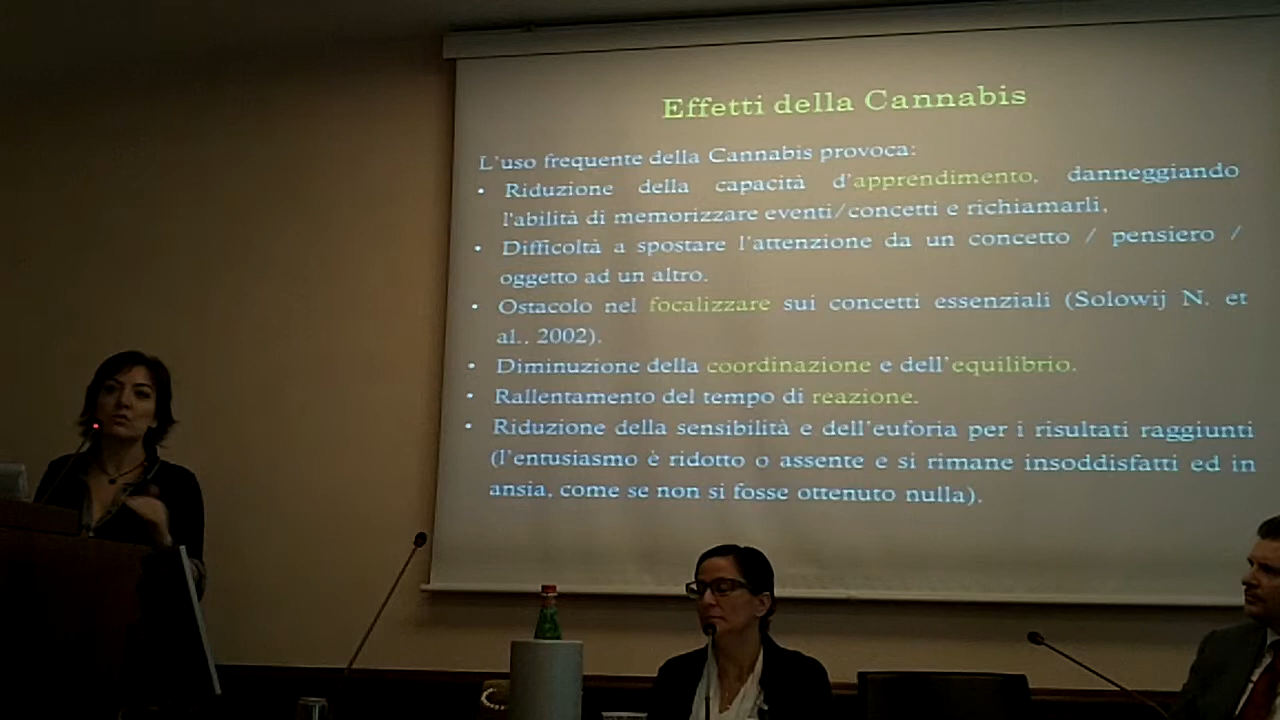 Effetti della Cannabis
L'uso frequente della Cannabis provoca:
• Riduzione della capacità d'apprendimento, danneggiando
l'abilità di memorizzare eventi/concetti e richiamarli,
• Difficoltà a spostare l'attenzione da un concetto / pensiero /
oggetto ad un altro.
• Ostacolo nel focalizzare sui concetti essenziali (Solowij N. et
al., 2002).
• Diminuzione della coordinazione e dell'equilibrio.
• Rallentamento del tempo di reazione.
• Riduzione della sensibilità e dell'euforia per i risultati raggiunti
(l'entusiasmo è ridotto o assente e si rimane insoddisfatti ed in
ansia, come se non si fosse ottenuto nulla).